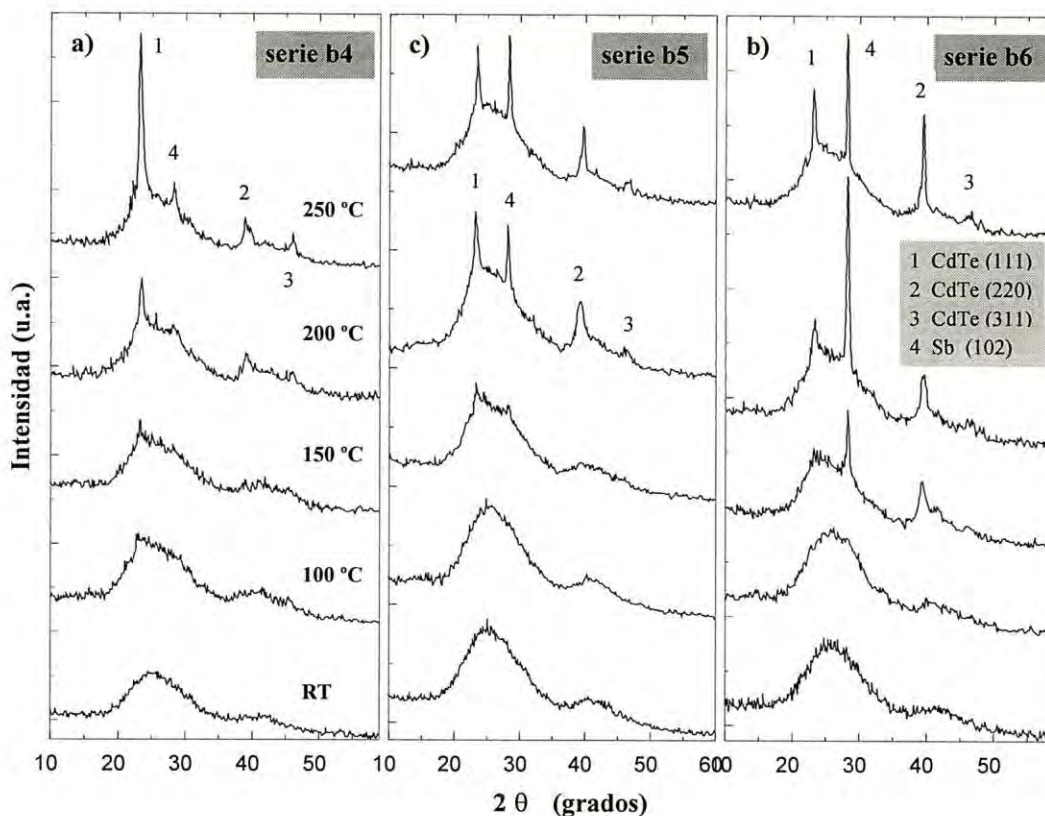 a)
1
serie b4
4
2
3
250 ºC
200 ºC
150 ºC
100 ºC
RT
c)
serie b5
1
4
2
3
b)
1
4
serie b6
2
3
1 CdTe (111)
2 CdTe (220)
3 CdTe (311)
4 Sb (102)
Intensidad (u.a.)
10 20 30 40 50 10 20 30 40 50 60 0 10 20 30 40 50
2 θ (grados)